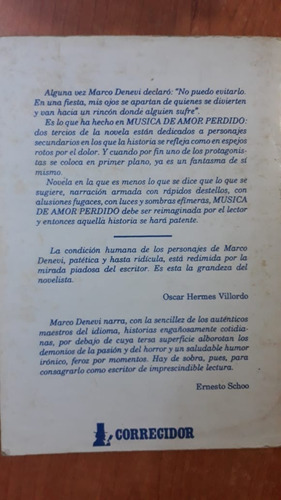 Alguna vez Marco Denevi declaró: "No puedo evitarlo.
En una fiesta, mis ojos se apartan de quienes se divierten
y van hacia un rincón donde alguien sufre".
Es lo que ha hecho en MUSICA DE AMOR PERDIDO:
dos tercios de la novela están dedicados a personajes
secundarios en los que la historia se refleja como en espejos
rotos por el dolor. Y cuando por fin uno de los protagonis-
tas se coloca en primer plano, ya es un fantasma de sí
mismo.
Novela en la que es menos lo que se dice que lo que se
sugiere, narración armada con rápidos destellos, con
alusiones fugaces, con luces y sombras efímeras, MUSICA
DE AMOR PERDIDO debe ser reimaginada por el lector
y entonces aquella historia se hará patente.
La condición humana de los personajes de Marco
Denevi, patética y hasta ridícula, está redimida por la
mirada piadosa del escritor. Es esta la grandeza del
novelista.
Oscar Hermes Villordo
Marco Denevi narra, con la sencillez de los auténticos
maestros del idioma, historias engañosamente cotidia-
nas, por debajo de cuya tersa superficie alborotan los
demonios de la pasión y del horror y un saludable humor
irónico, feroz por momentos. Hay de sobra, pues, para
consagrarlo como escritor de imprescindible lectura.
Ernesto Schoo
CORREGIDOR